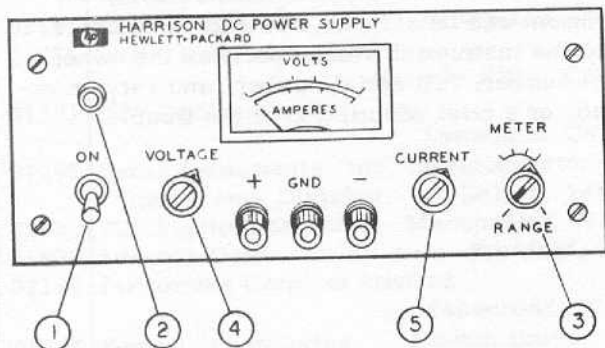 hp HARRISON DC POWER SUPPLY
HEWLETT-PACKARD
VOLTS
AMPERES
METER
ON VOLTAGE CURRENT
+ GND
RANGE
1 2 4 5 3